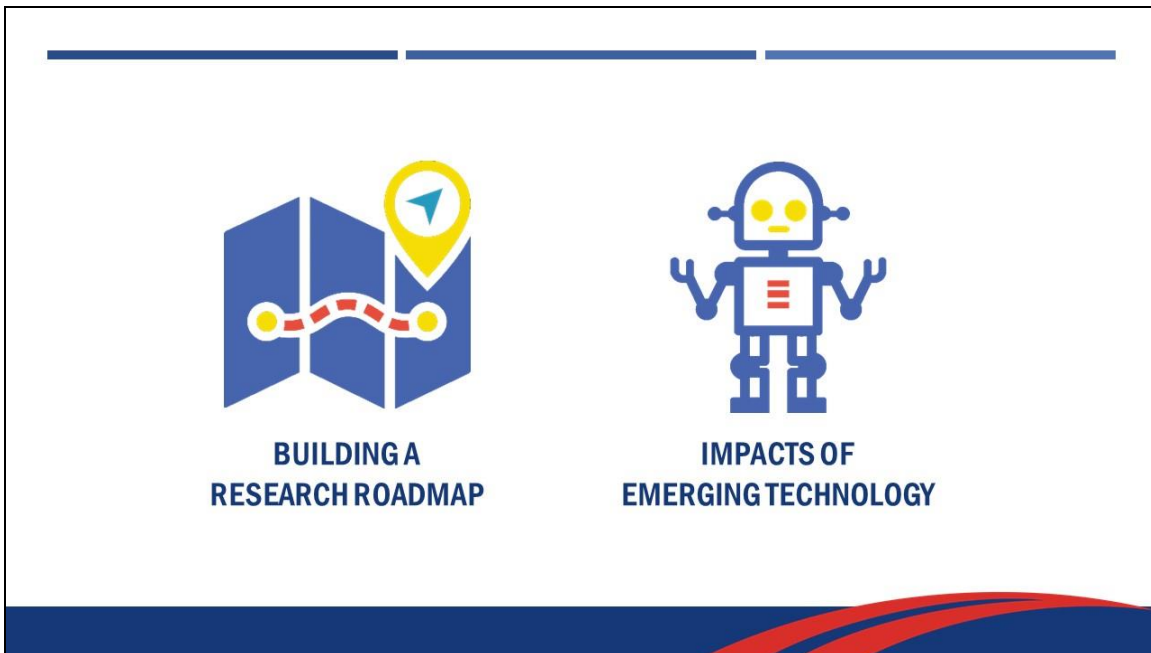 BUILDING A
RESEARCH ROADMAP
IMPACTS OF
EMERGING TECHNOLOGY